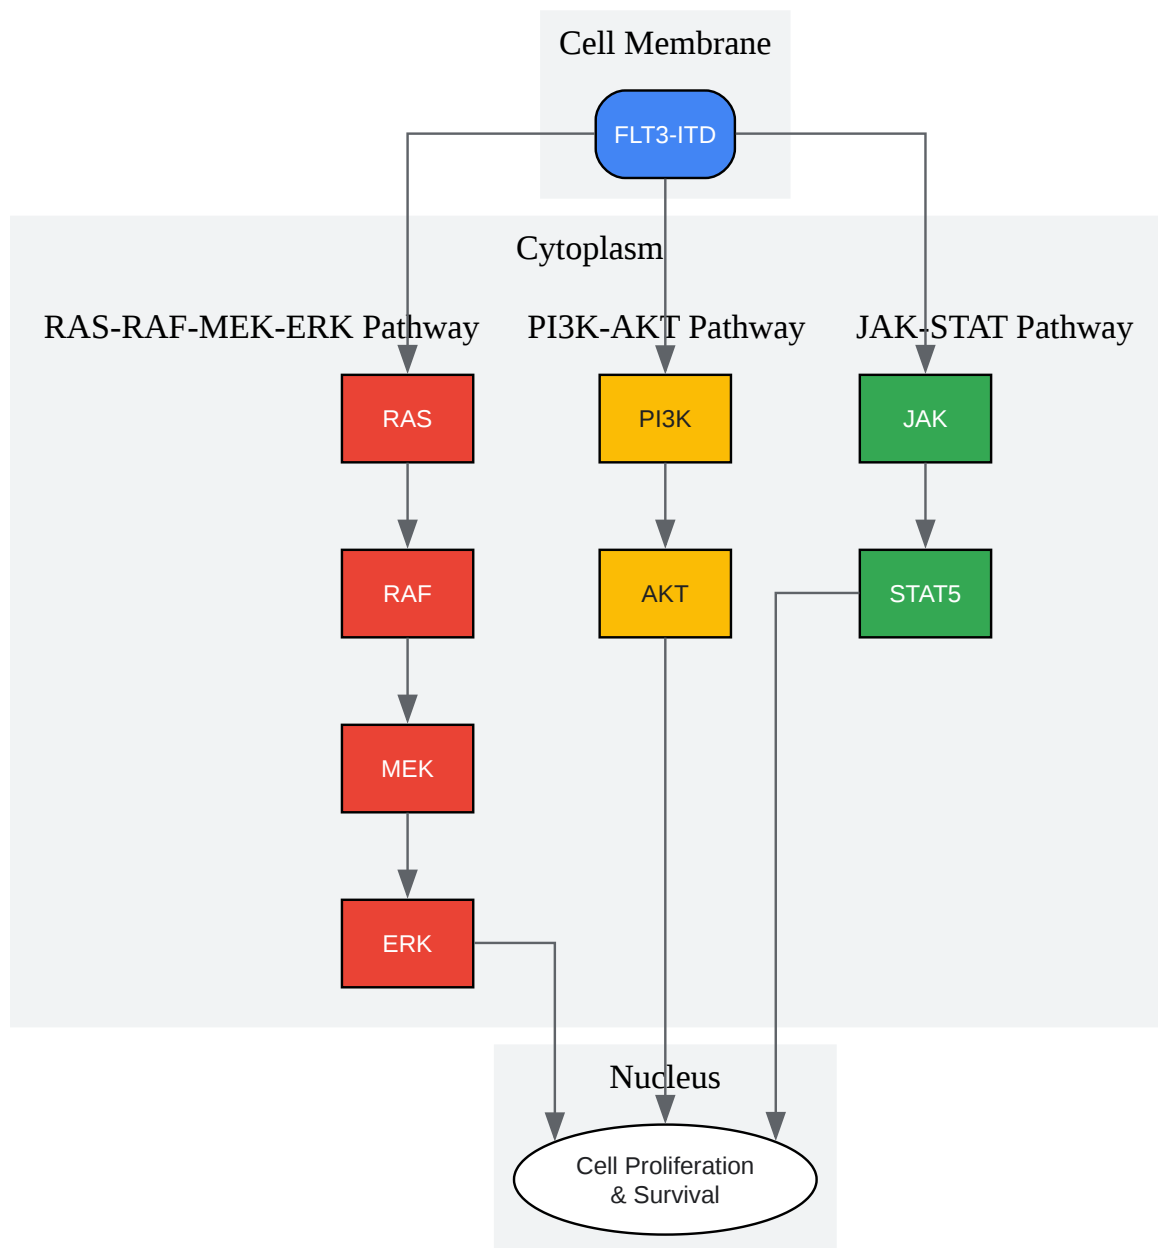 Cell Membrane
FLT3-ITD
Cytoplasm
RAS-RAF-MEK-ERK Pathway
PI3K-AKT Pathway
JAK-STAT Pathway
RAS
PI3K
JAK
RAF
AKT
STAT5
MEK
ERK
Nucleus
Cell Proliferation
& Survival